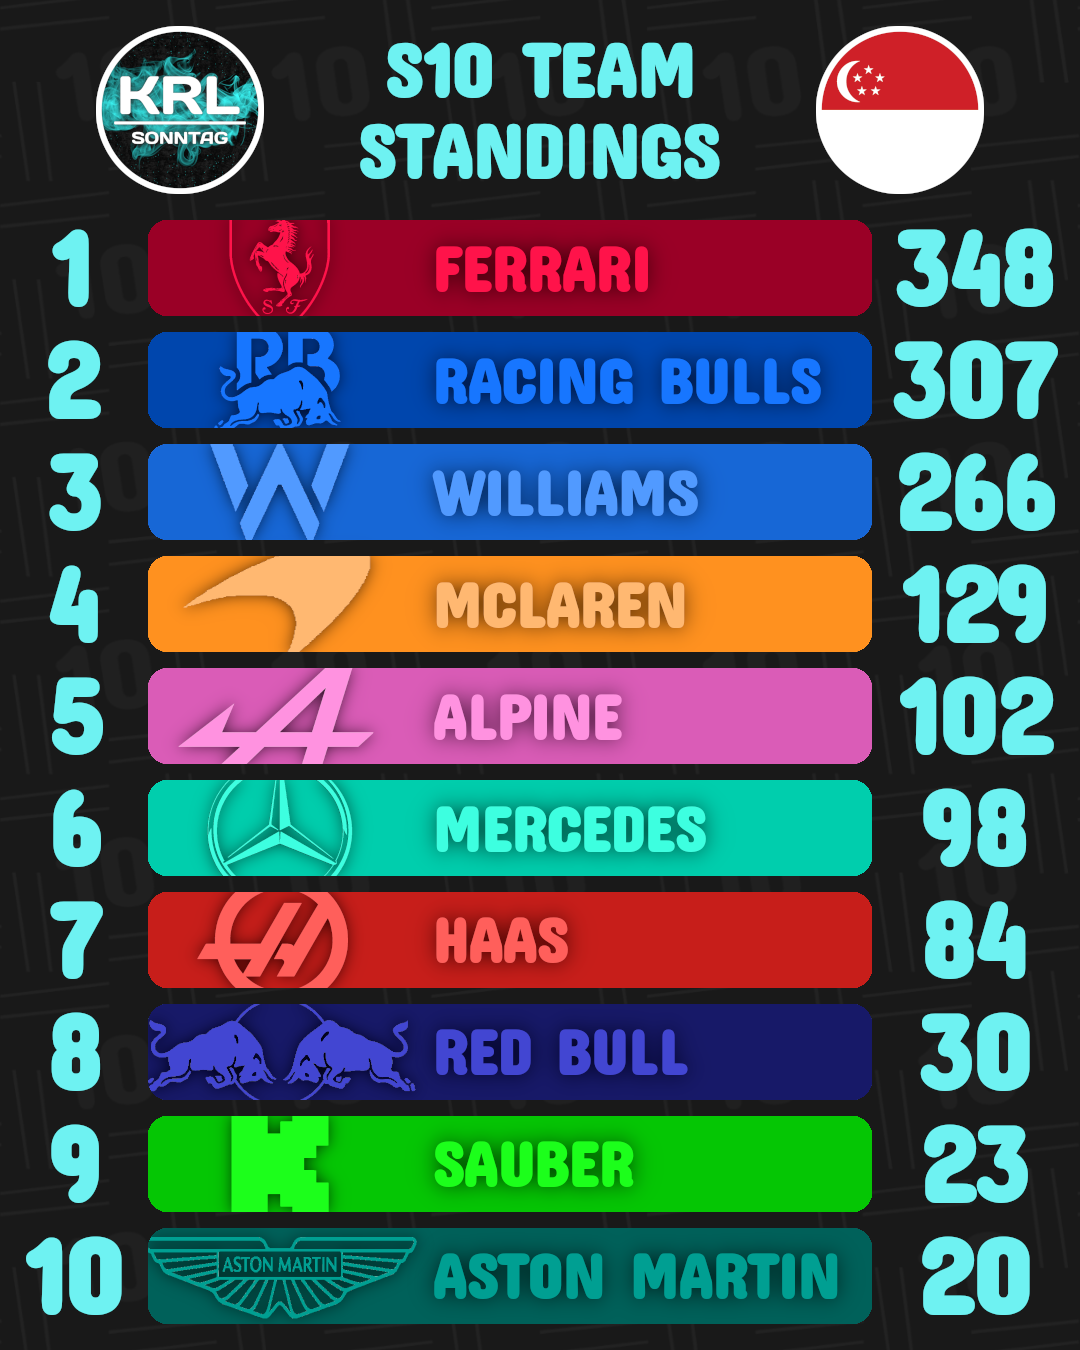 KRL
SONNTAG
S10 TEAM
STANDINGS
1 FERRARI 348
2 RACING BULLS 307
3 WILLIAMS 266
4 MCLAREN 129
5 ALPINE 102
6 MERCEDES 98
7 HAAS 84
8 RED BULL 30
9 SAUBER 23
10 ASTON MARTIN ASTON MARTIN 20
S F
RB
10